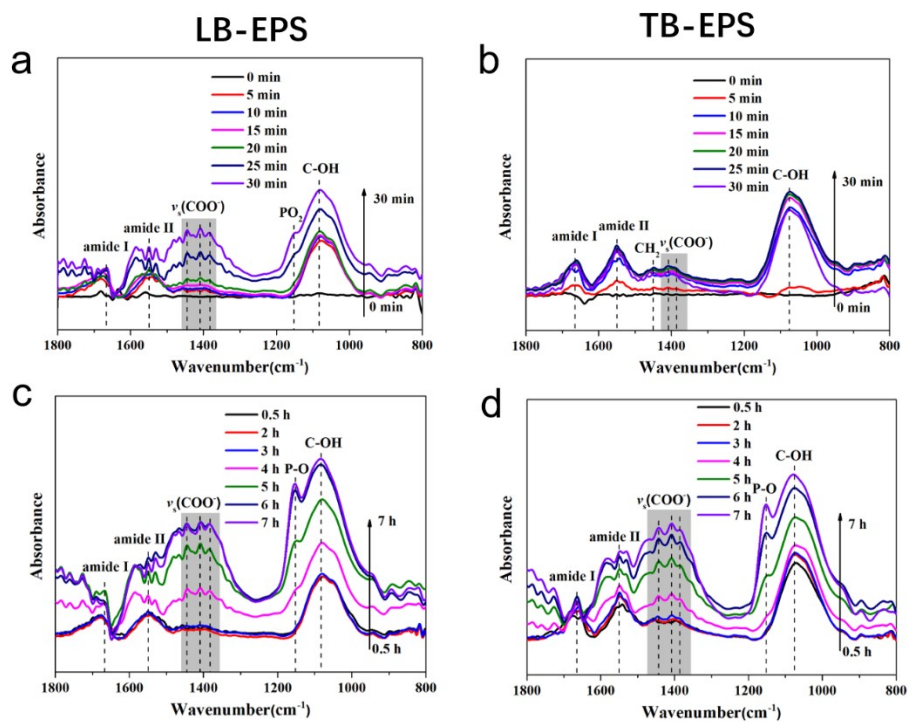 LB-EPS
TB-EPS
a
0 min
5 min
10 min
15 min
20 min
25 min
30 min
amide I
amide II
νs(COO⁻)
PO₂
C-OH
30 min
0 min
Absorbance
1800 1600 1400 1200 1000 800
Wavenumber(cm⁻¹)
b
0 min
5 min
10 min
15 min
20 min
25 min
30 min
amide I
amide II
CH₂
νs(COO⁻)
C-OH
30 min
0 min
Absorbance
1800 1600 1400 1200 1000 800
Wavenumber(cm⁻¹)
c
0.5 h
2 h
3 h
4 h
5 h
6 h
7 h
amide I
amide II
νs(COO⁻)
P-O
C-OH
7 h
0.5 h
Absorbance
1800 1600 1400 1200 1000 800
Wavenumber(cm⁻¹)
d
0.5 h
2 h
3 h
4 h
5 h
6 h
7 h
amide I
amide II
νs(COO⁻)
P-O
C-OH
7 h
0.5 h
Absorbance
1800 1600 1400 1200 1000 800
Wavenumber(cm⁻¹)